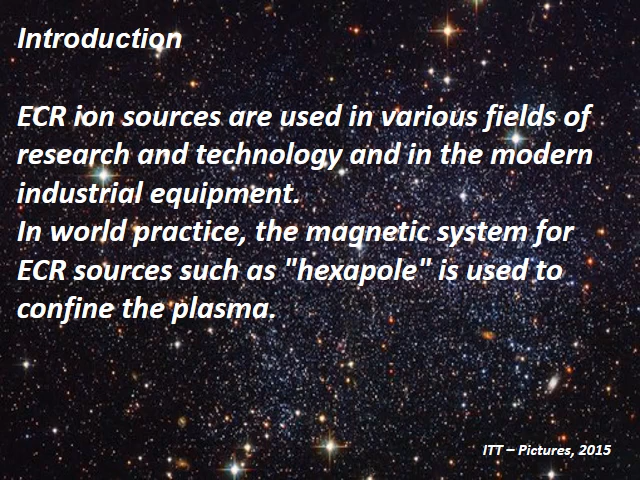 Introduction
ECR ion sources are used in various fields of
research and technology and in the modern
industrial equipment.
In world practice, the magnetic system for
ECR sources such as "hexapole" is used to
confine the plasma.
ITT – Pictures, 2015